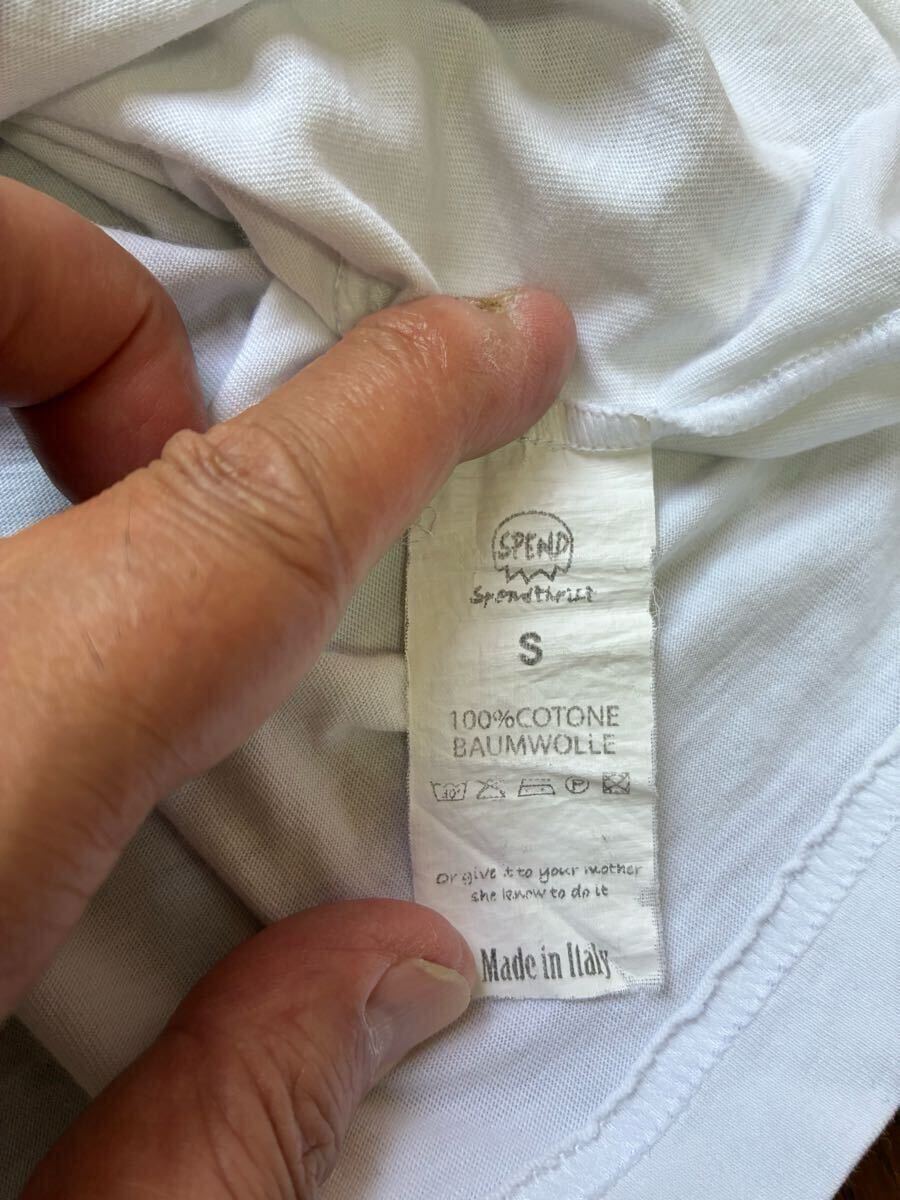 SPEND
Spendthrift
S
100%COTONE
BAUMWOLLE
30° P
Or give it to your mother
she know to do it
Made in Italy